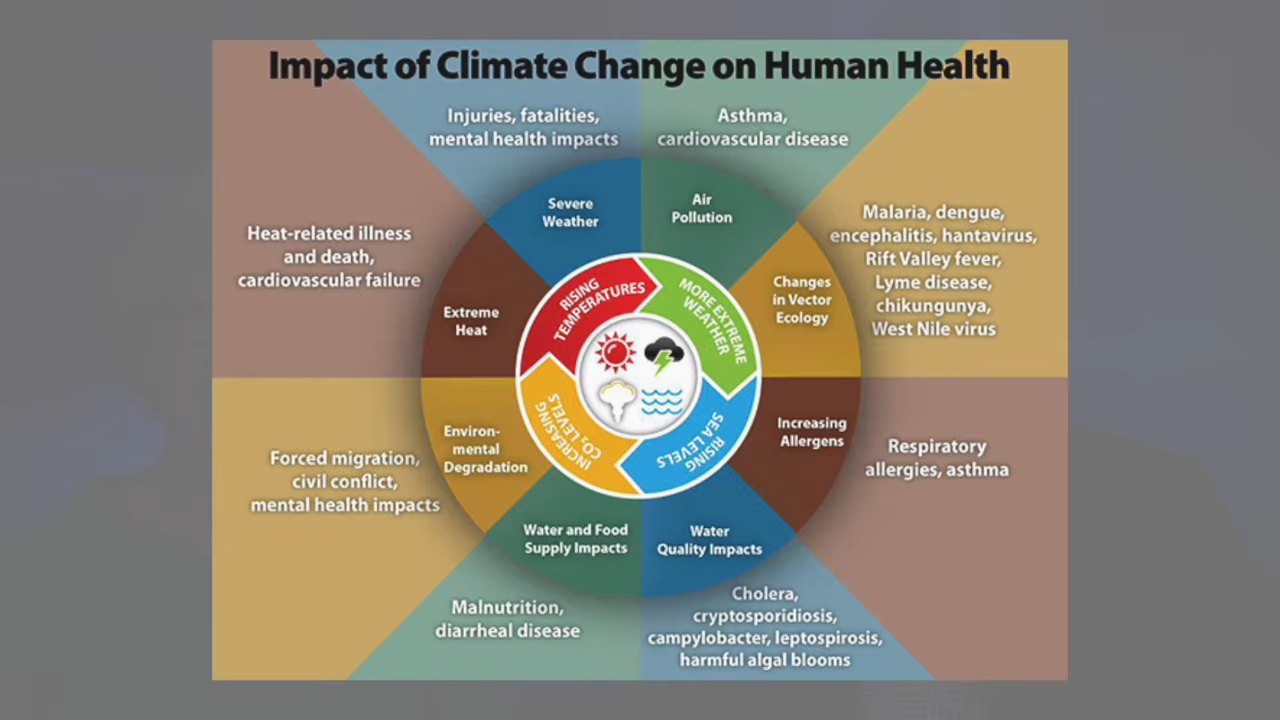 Impact of Climate Change on Human Health
Injuries, fatalities,
mental health impacts
Asthma,
cardiovascular disease
Severe
Weather
Air
Pollution
Heat-related illness
and death,
cardiovascular failure
Malaria, dengue,
encephalitis, hantavirus,
Rift Valley fever,
Lyme disease,
chikungunya,
West Nile virus
Extreme
Heat
Changes
in Vector
Ecology
RISING
TEMPERATURES
MORE EXTREME
WEATHER
INCREASING
CO₂ LEVELS
RISING
SEA LEVELS
Environ-
mental
Degradation
Increasing
Allergens
Forced migration,
civil conflict,
mental health impacts
Respiratory
allergies, asthma
Water and Food
Supply Impacts
Water
Quality Impacts
Malnutrition,
diarrheal disease
Cholera,
cryptosporidiosis,
campylobacter, leptospirosis,
harmful algal blooms